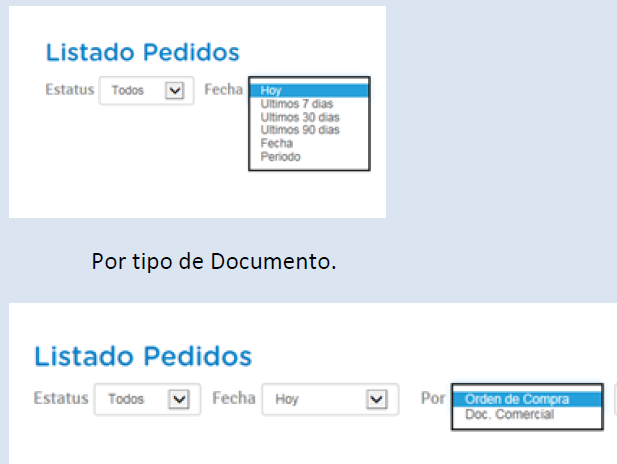 Listado Pedidos
Estatus Todos Fecha Hoy
Ultimos 7 dias
Ultimos 30 dias
Ultimos 90 dias
Fecha
Periodo
Por tipo de Documento.
Listado Pedidos
Estatus Todos Fecha Hoy Por Orden de Compra
Doc. Comercial